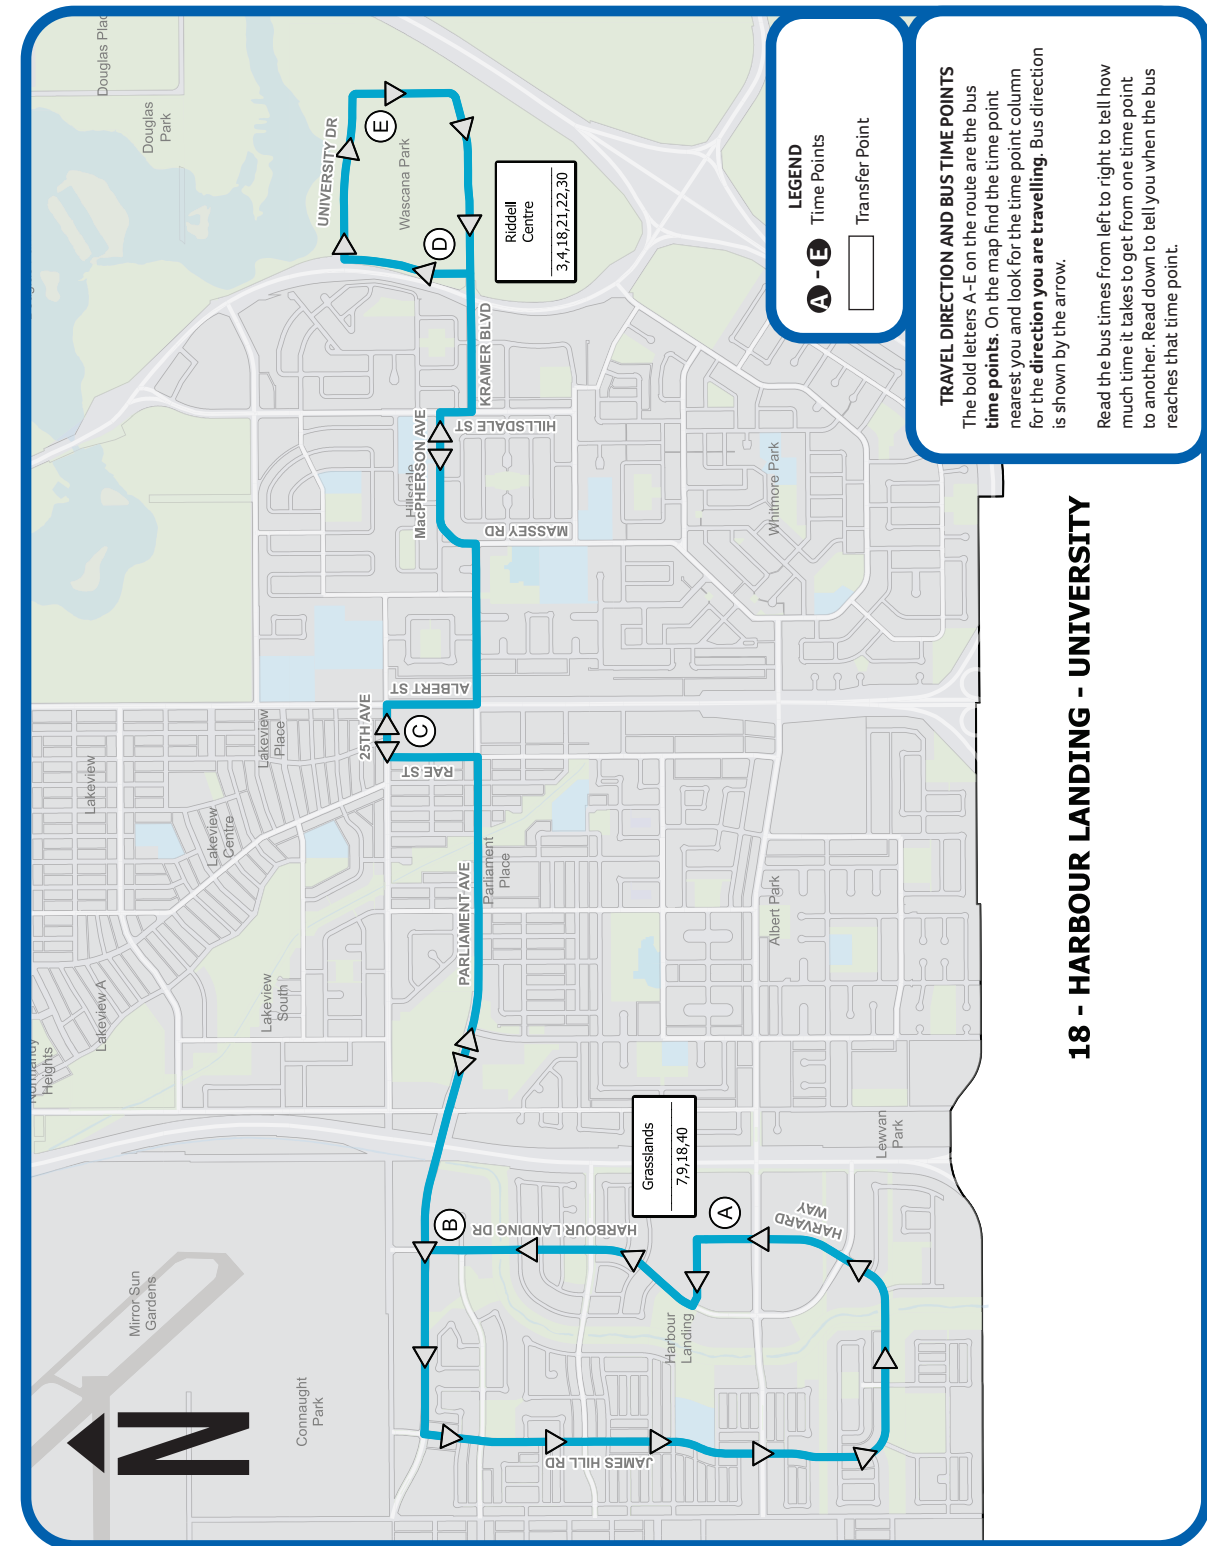 18 - HARBOUR LANDING - UNIVERSITY
N
Mirror Sun
Gardens
Connaught
Park
Heights
Lakeview A
Lakeview
South
Lakeview
Lakeview
Centre
Lakeview
Place
Douglas
Park
Wascana Park
Hillsdale
Whitmore Park
Parliament
Place
Albert Park
Lewvan
Park
Harbour
Landing
JAMES HILL RD
HARBOUR LANDING DR
HARVARD
WAY
PARLIAMENT AVE
RAE ST
25TH AVE
ALBERT ST
MASSEY RD
MacPHERSON AVE
HILLSDALE ST
KRAMER BLVD
UNIVERSITY DR
A
B
C
D
E
Grasslands
7,9,18,40
Riddell
Centre
3,4,18,21,22,30
LEGEND
A - E Time Points
Transfer Point
TRAVEL DIRECTION AND BUS TIME POINTS
The bold letters A-E on the route are the bus
time points. On the map find the time point
nearest you and look for the time point column
for the direction you are travelling. Bus direction
is shown by the arrow.
Read the bus times from left to right to tell how
much time it takes to get from one time point
to another. Read down to tell you when the bus
reaches that time point.